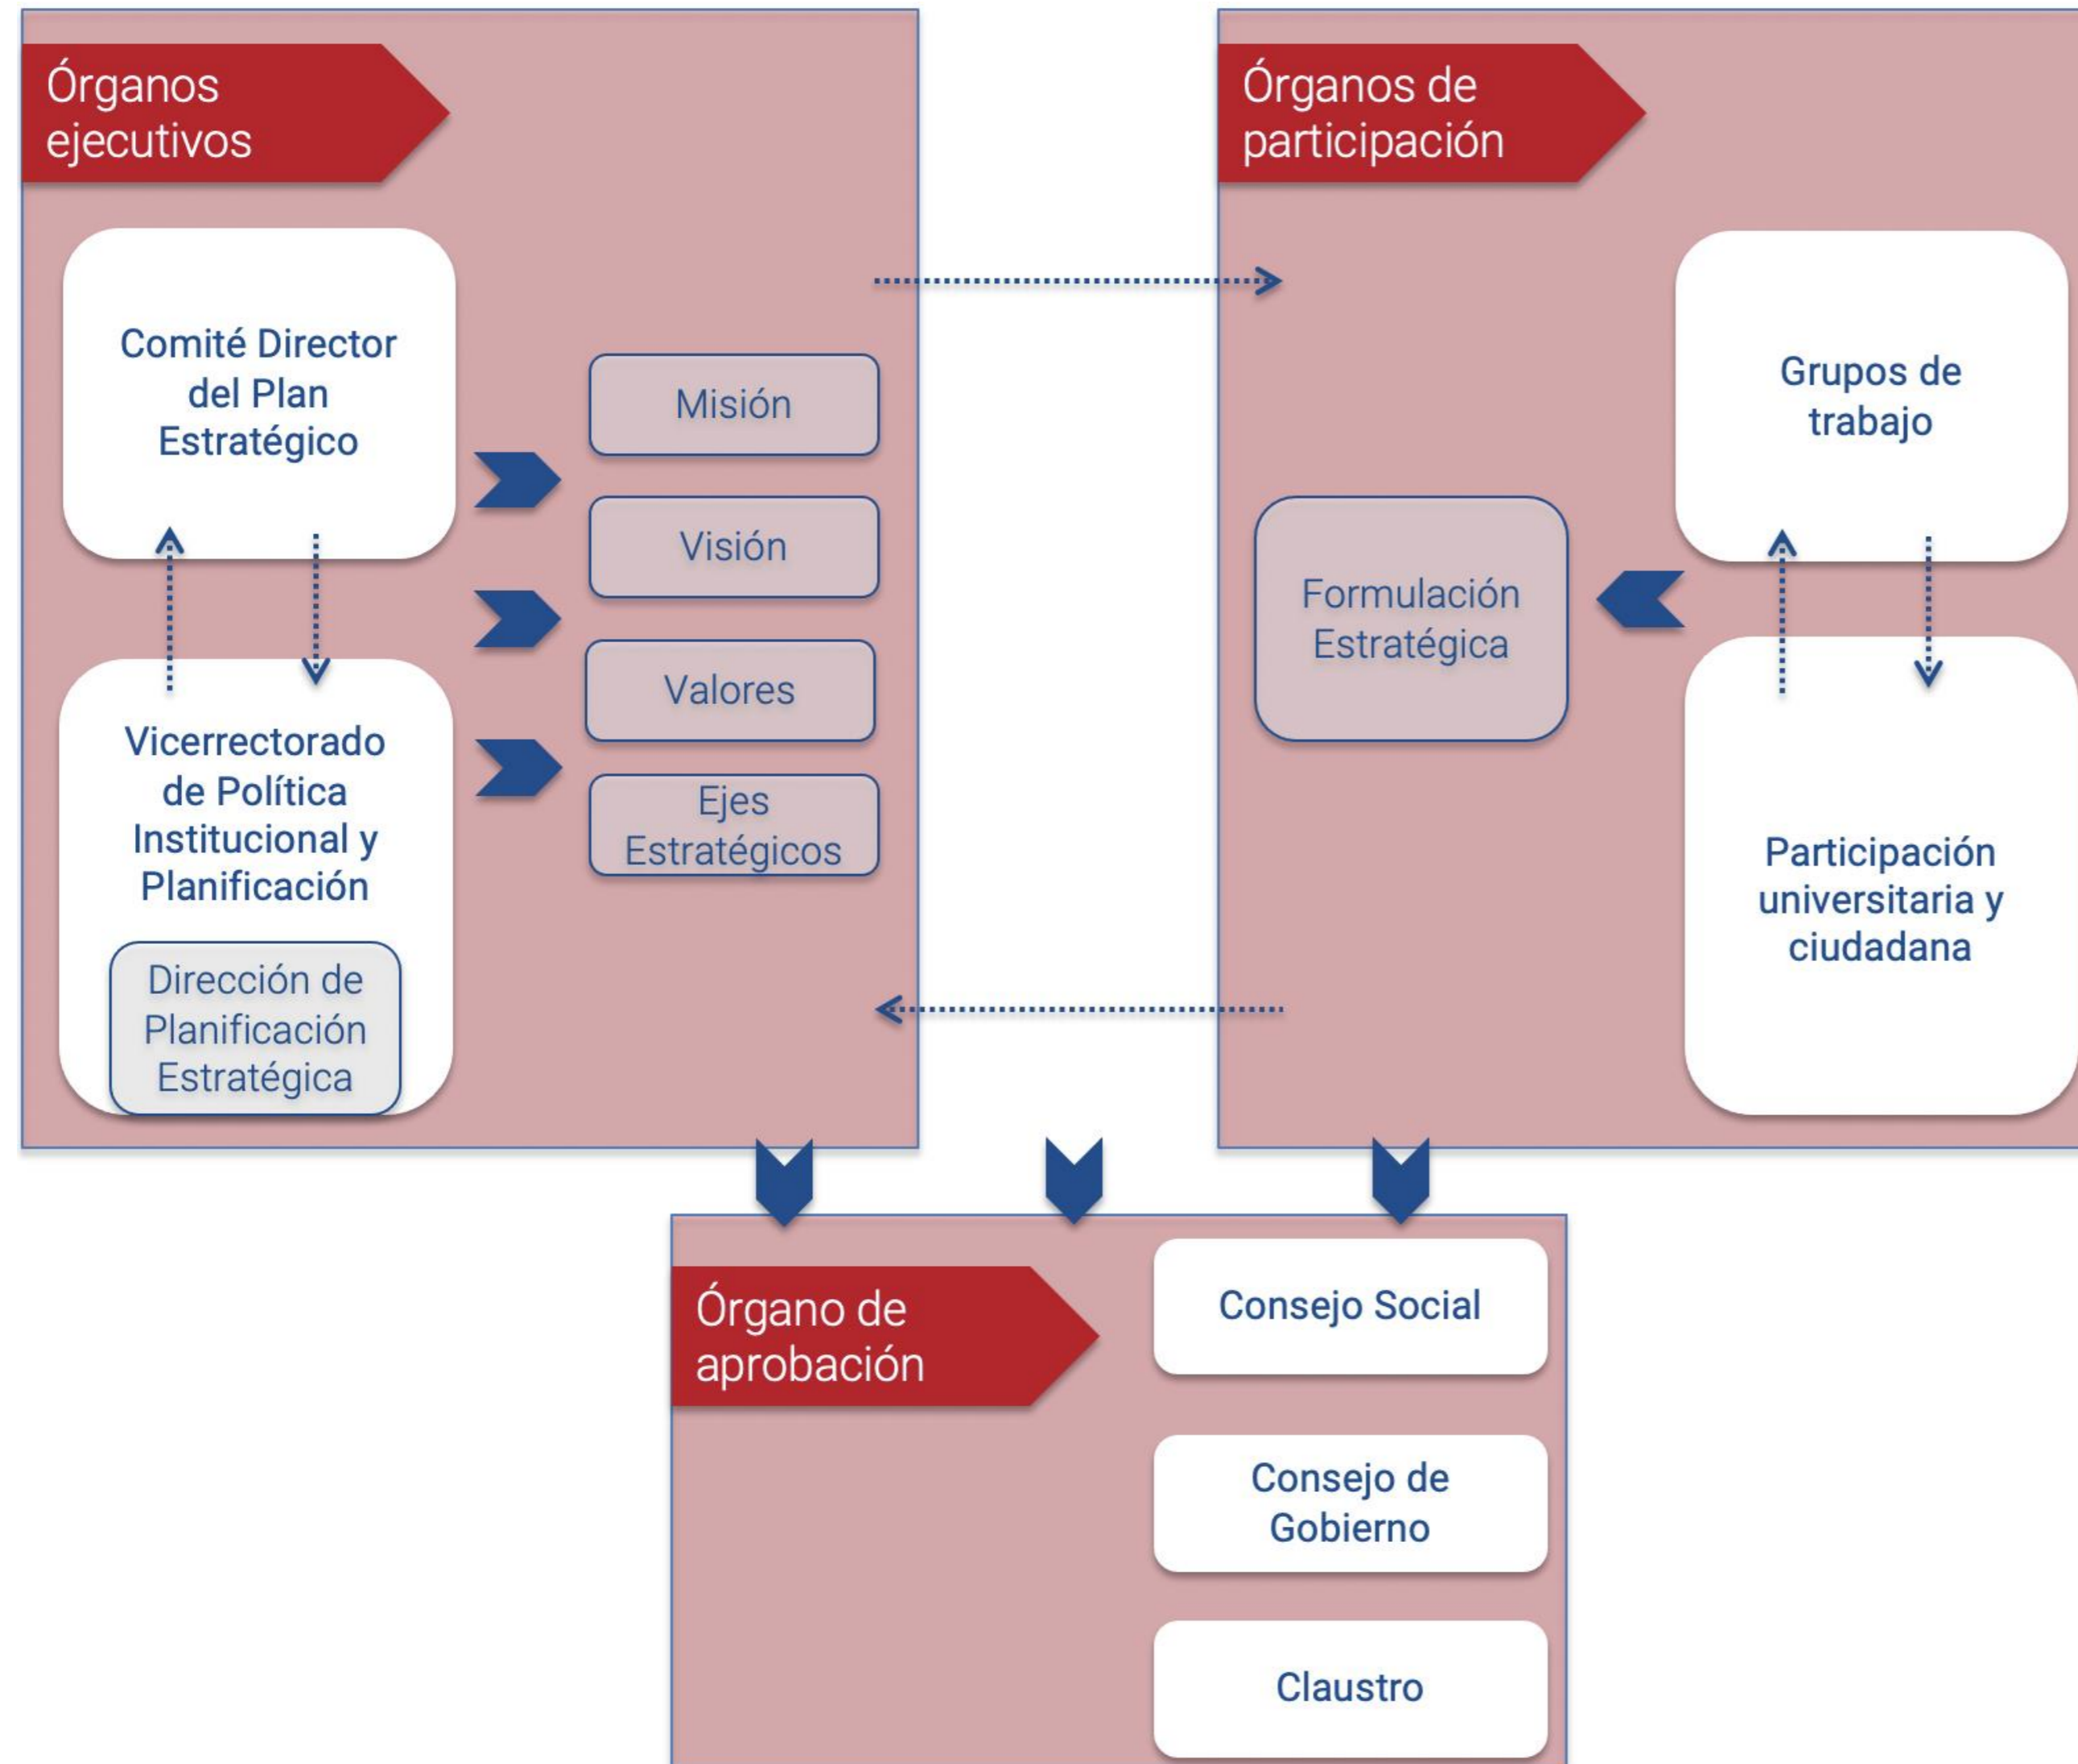 Órganos
ejecutivos
Comité Director
del Plan
Estratégico
Vicerrectorado
de Política
Institucional y
Planificación
Dirección de
Planificación
Estratégica
Misión
Visión
Valores
Ejes
Estratégicos
Órganos de
participación
Formulación
Estratégica
Grupos de
trabajo
Participación
universitaria y
ciudadana
Órgano de
aprobación
Consejo Social
Consejo de
Gobierno
Claustro